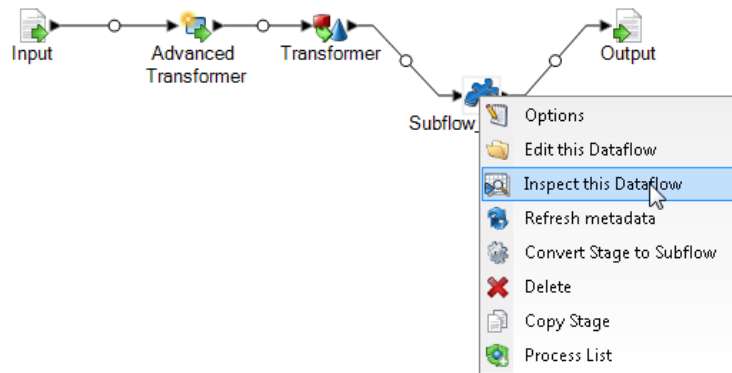 Input
Advanced
Transformer
Transformer
Output
Subflow_
Options
Edit this Dataflow
Inspect this Dataflow
Refresh metadata
Convert Stage to Subflow
Delete
Copy Stage
Process List